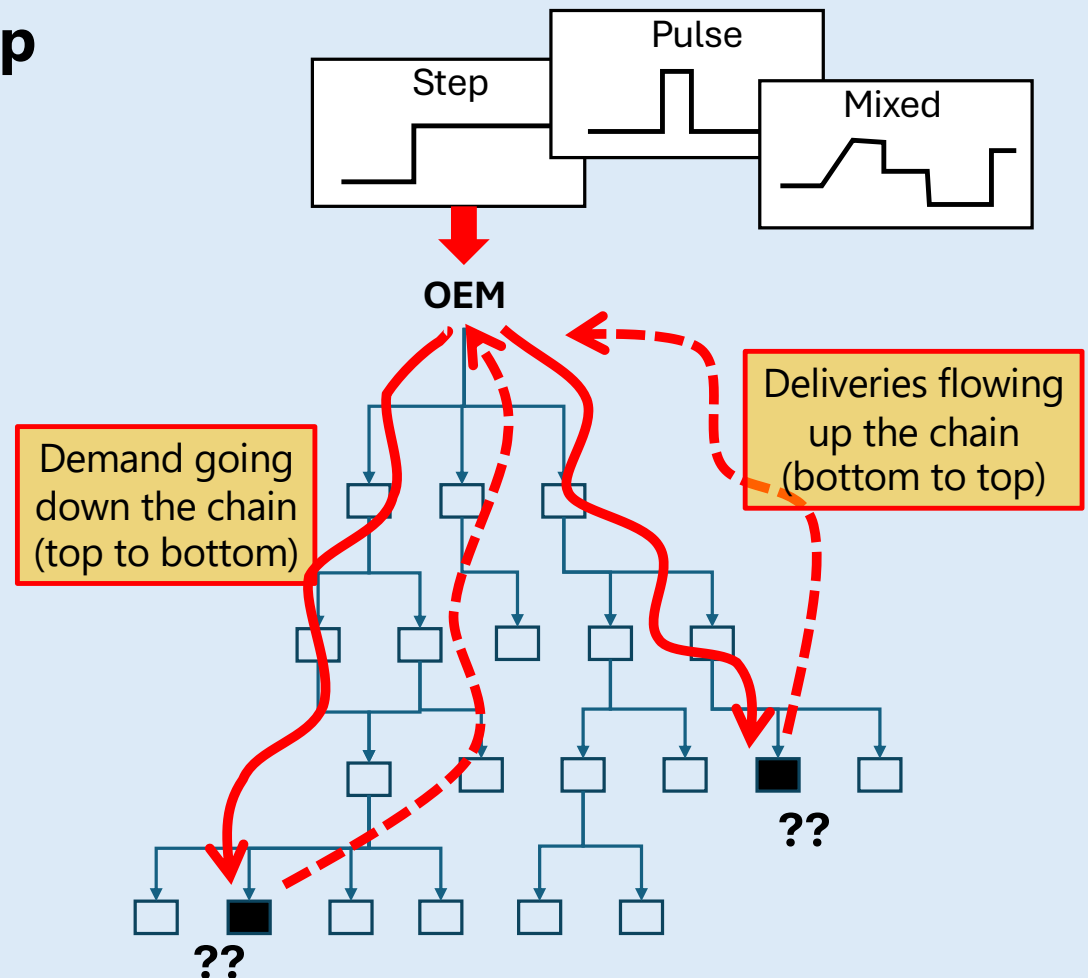 p
Step
Pulse
Mixed
OEM
Demand going
down the chain
(top to bottom)
Deliveries flowing
up the chain
(bottom to top)
??
??